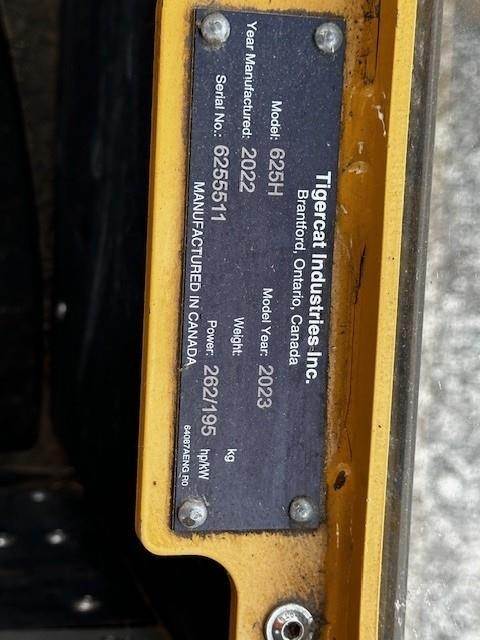 Tigercat Industries Inc.
Brantford, Ontario, Canada
Model: 625H Model Year: 2023
Year Manufactured: 2022 Weight: kg
Serial No.: 6255511 Power: 262/195 hp/kW
MANUFACTURED IN CANADA 64087AENG R0